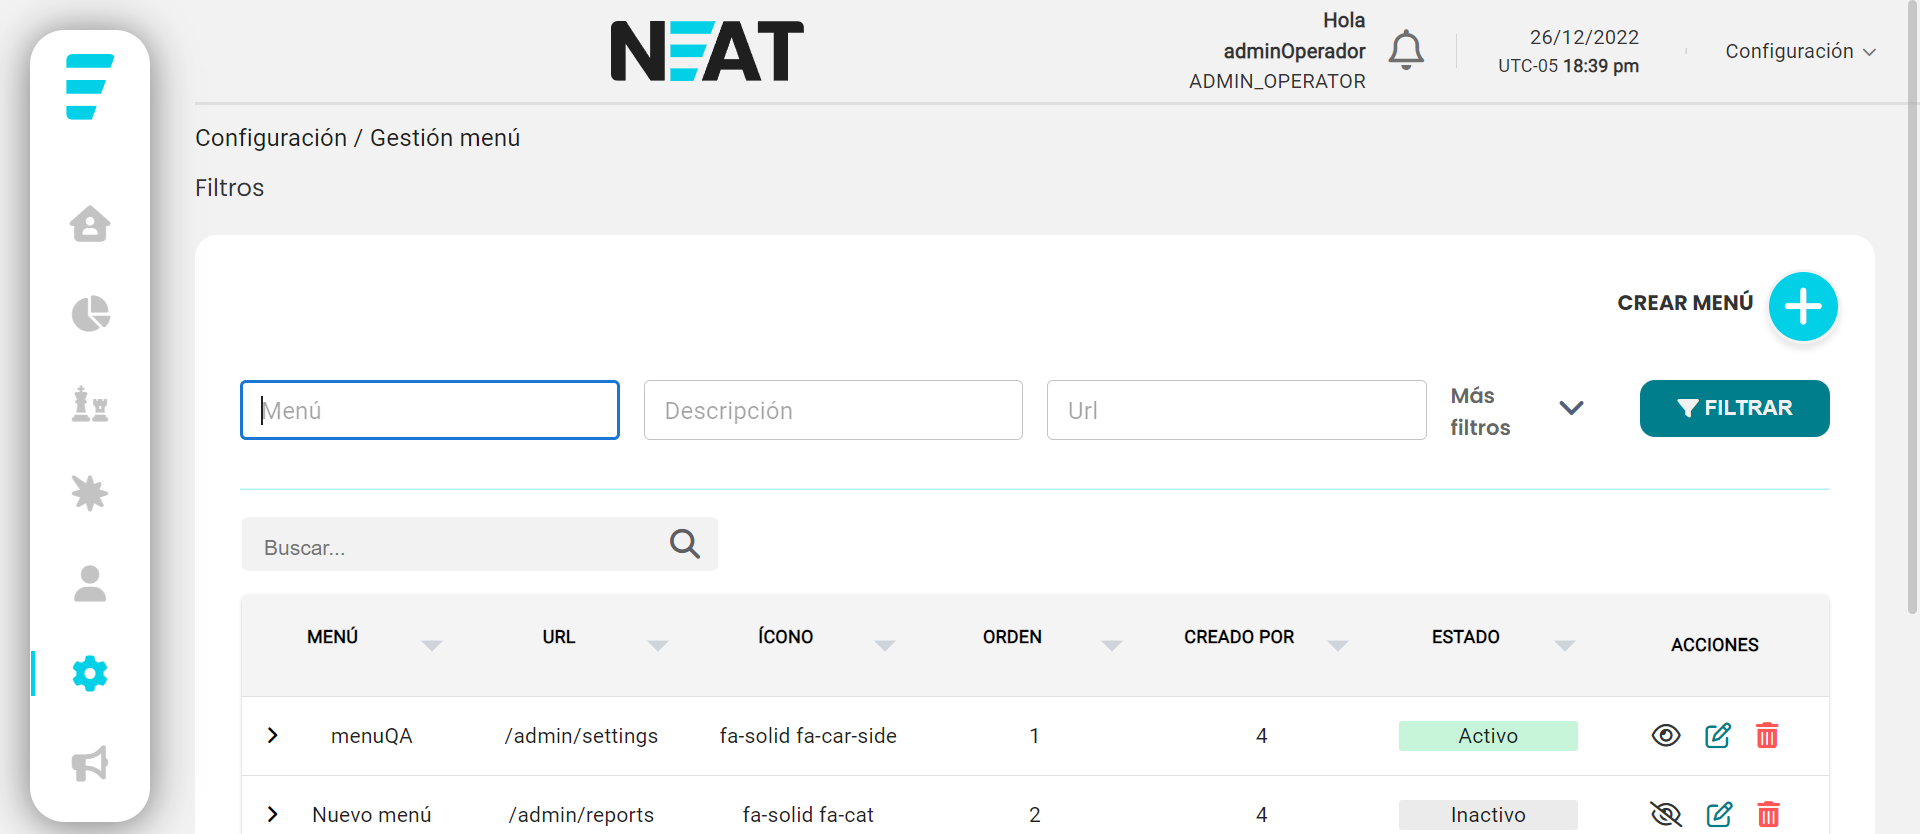 NEAT
Hola
adminOperador
ADMIN_OPERATOR
26/12/2022
UTC-05 18:39 pm
Configuración
Configuración / Gestión menú
Filtros
CREAR MENÚ
Menú
Descripción
Url
Más
filtros
FILTRAR
Buscar...
MENÚ URL ÍCONO ORDEN CREADO POR ESTADO ACCIONES
menuQA /admin/settings fa-solid fa-car-side 1 4 Activo
Nuevo menú /admin/reports fa-solid fa-cat 2 4 Inactivo